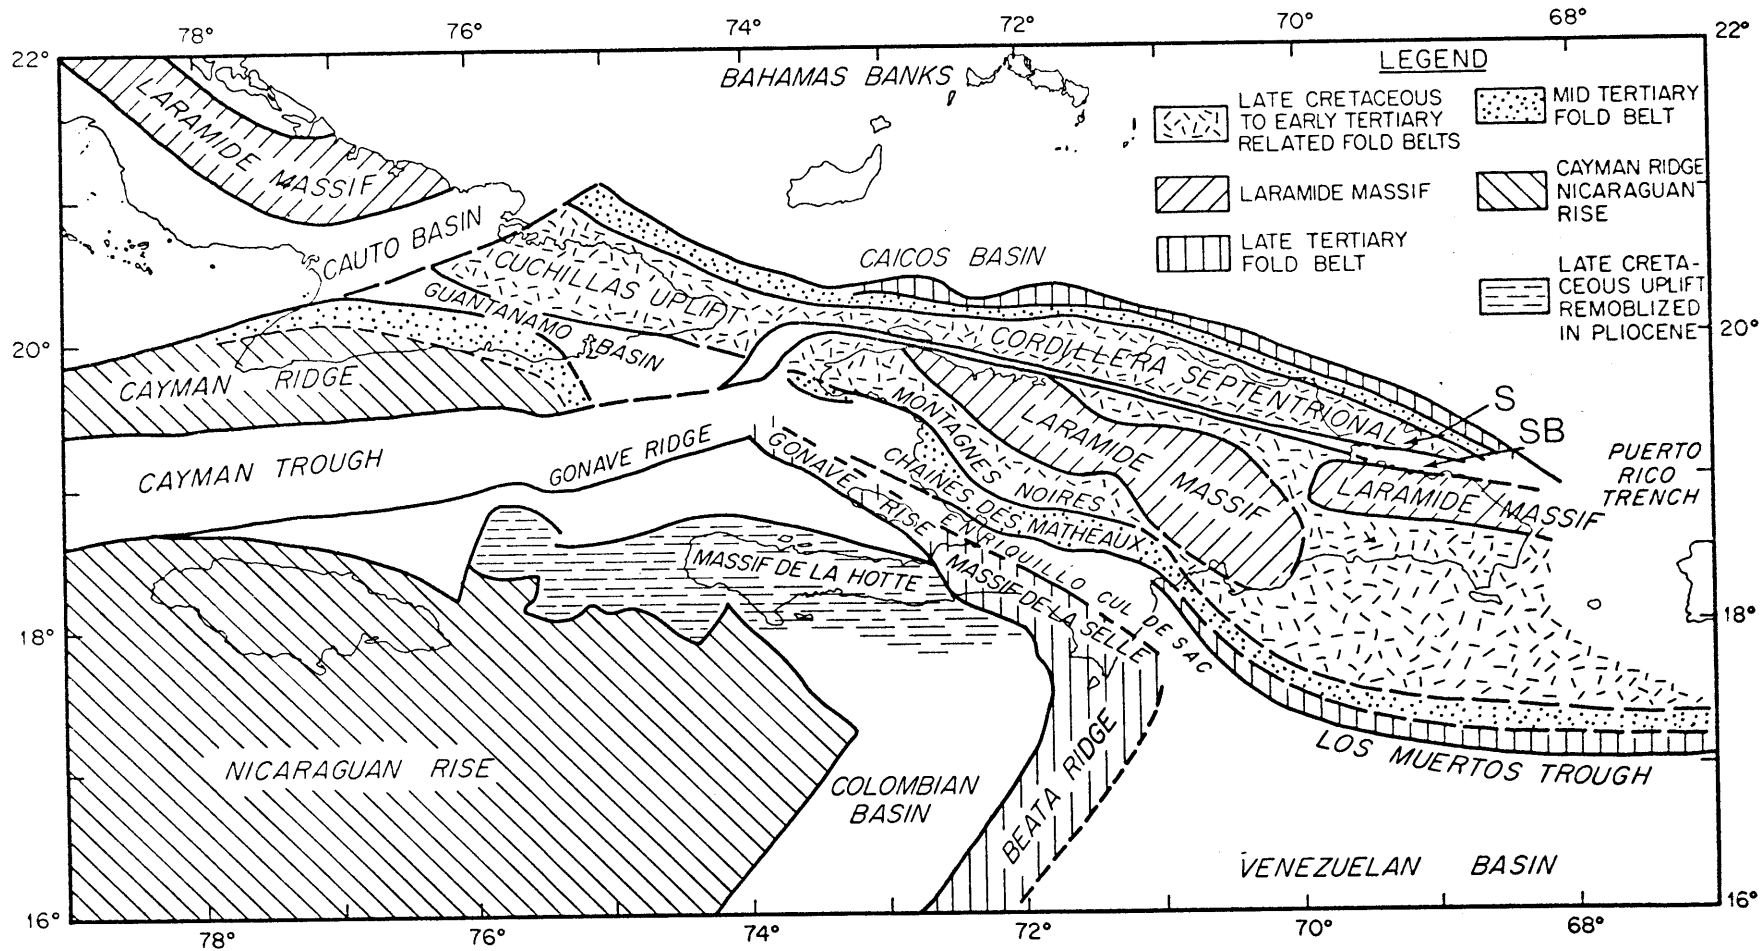 78°
76°
74°
72°
70°
68°
22°
22°
BAHAMAS BANKS
LEGEND
LATE CRETACEOUS
TO EARLY TERTIARY
RELATED FOLD BELTS
LARAMIDE MASSIF
LATE TERTIARY
FOLD BELT
MID TERTIARY
FOLD BELT
CAYMAN RIDGE
NICARAGUAN
RISE
LATE CRETA-
CEOUS UPLIFT
REMOBLIZED
IN PLIOCENE
LARAMIDE MASSIF
CAUTO BASIN
CUCHILLAS UPLIFT
CAICOS BASIN
GUANTANAMO BASIN
20°
20°
CORDILLERA SEPTENTRIONAL
CAYMAN RIDGE
S
SB
MONTAGNES NOIRES
LARAMIDE MASSIF
PUERTO
RICO
TRENCH
CAYMAN TROUGH
GONAVE RIDGE
GONAVE RISE
CHAINES DES MATHEAUX
LARAMIDE MASSIF
ENRIQUILLO CUL
DE SAC
MASSIF DE LA HOTTE
MASSIF DE LA SELLE
18°
18°
NICARAGUAN RISE
COLOMBIAN
BASIN
BEATA RIDGE
LOS MUERTOS TROUGH
VENEZUELAN BASIN
16°
16°
78°
76°
74°
72°
70°
68°